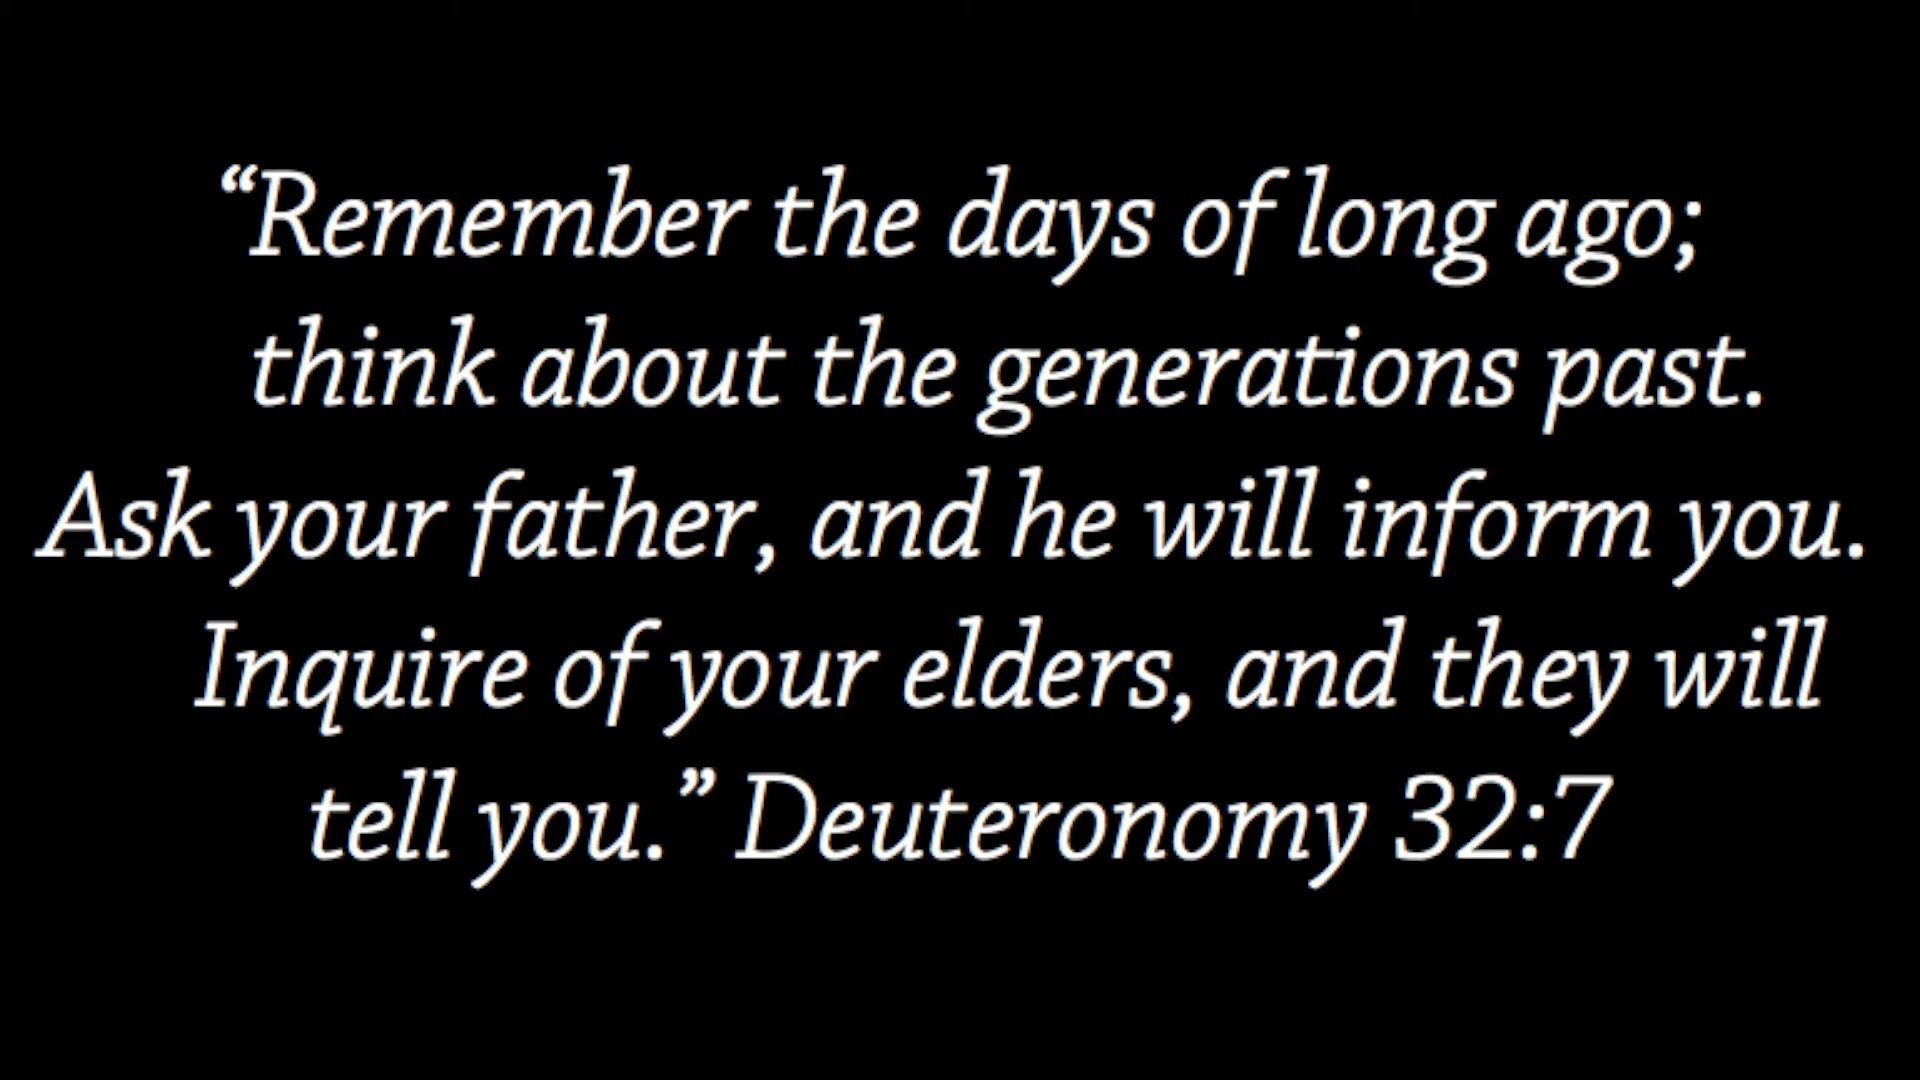 “Remember the days of long ago;
think about the generations past.
Ask your father, and he will inform you.
Inquire of your elders, and they will
tell you.” Deuteronomy 32:7